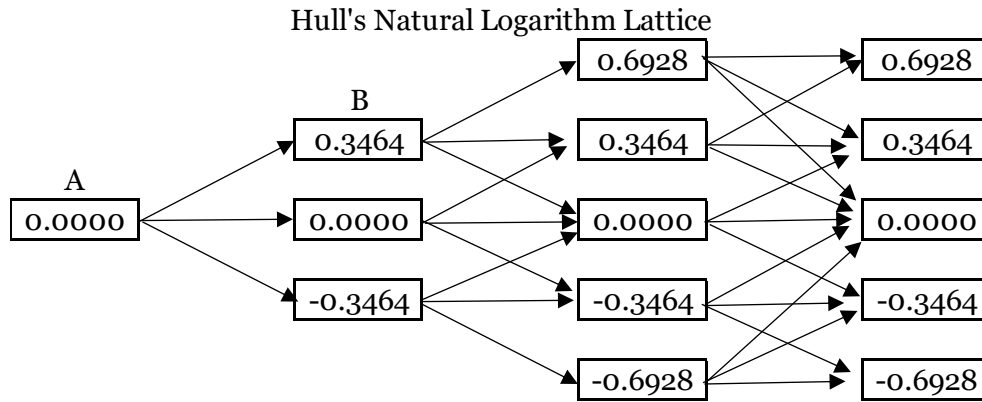 Hull's Natural Logarithm Lattice
0.6928 0.6928
B
0.3464 0.3464 0.3464
A
0.0000 0.0000 0.0000 0.0000
-0.3464 -0.3464 -0.3464
-0.6928 -0.6928